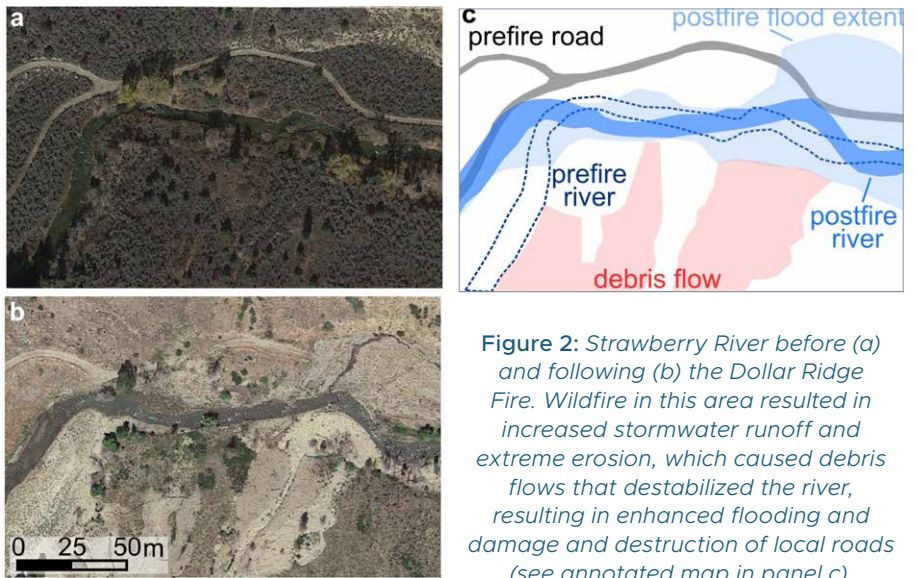 a
b
0 25 50m
c
postfire flood extent
prefire road
prefire
river
postfire
river
debris flow
Figure 2: Strawberry River before (a)
and following (b) the Dollar Ridge
Fire. Wildfire in this area resulted in
increased stormwater runoff and
extreme erosion, which caused debris
flows that destabilized the river,
resulting in enhanced flooding and
damage and destruction of local roads
(see annotated map in panel c).